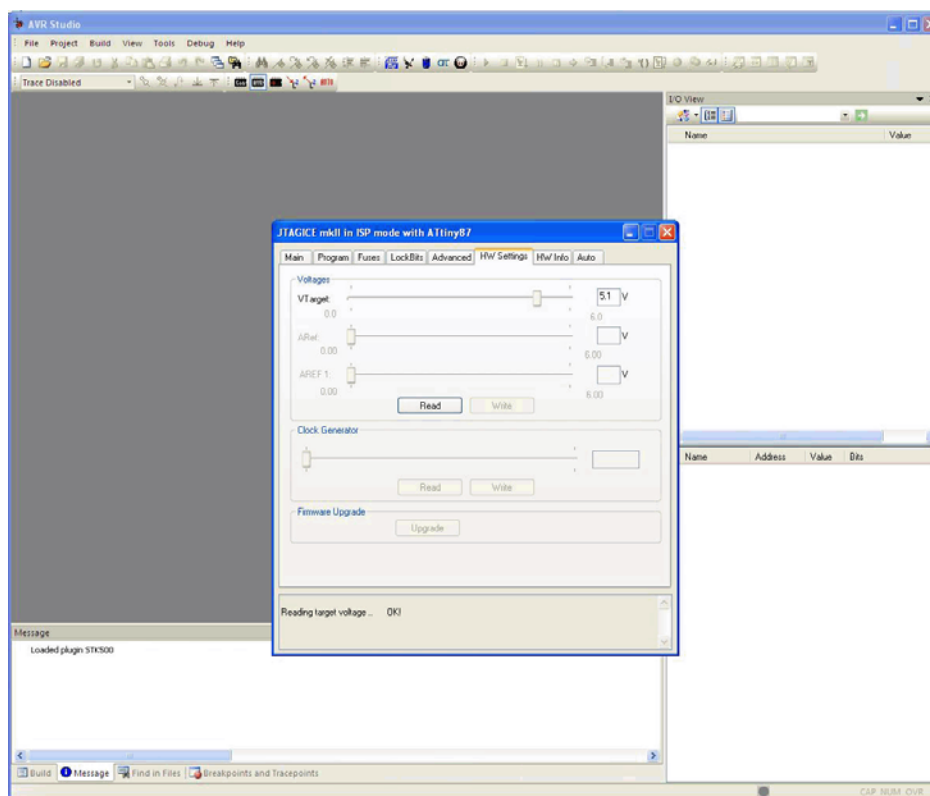 AVR Studio
File Project Build View Tools Debug Help
Trace Disabled
I/O View
Name Value
JTAGICE mkII in ISP mode with ATtiny87
Main Program Fuses LockBits Advanced HW Settings HW Info Auto
Voltages
VTarget: 5.1 V
0.0 6.0
ARef: V
0.00 6.00
AREF 1: V
0.00 6.00
Read Write
Clock Generator
Read Write
Firmware Upgrade
Upgrade
Reading target voltage .. OK!
Name Address Value Bits
Message
Loaded plugin STK500
Build Message Find in Files Breakpoints and Tracepoints
CAP NUM OVR